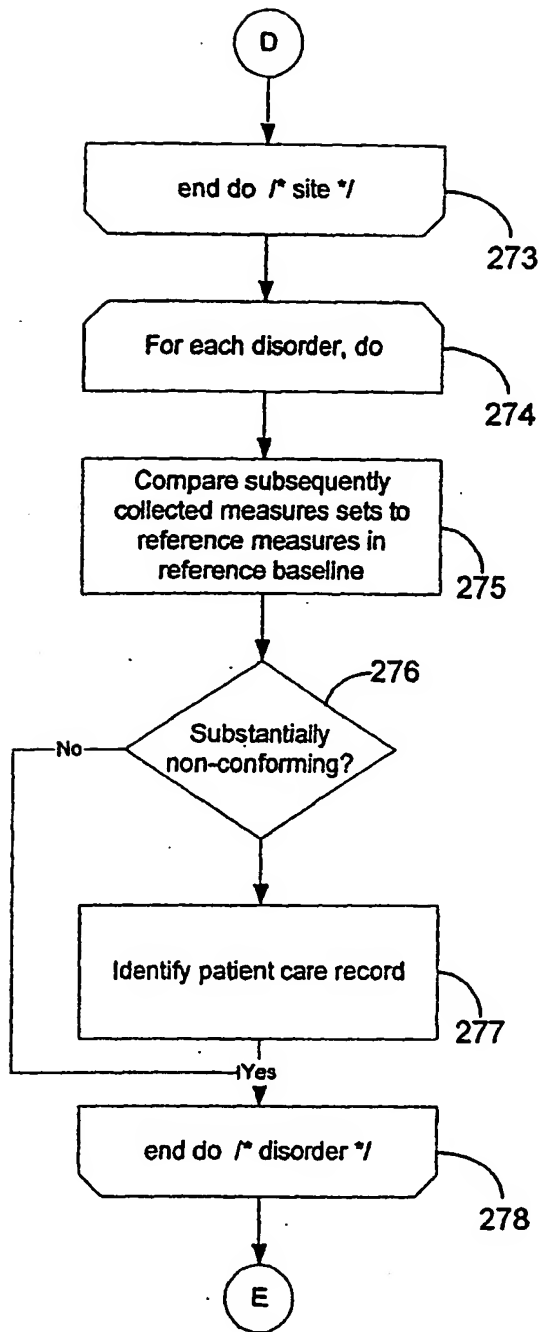 D
end do /* site */
273
For each disorder, do
274
Compare subsequently
collected measures sets to
reference measures in
reference baseline
275
276
Substantially
non-conforming?
No
Identify patient care record
277
Yes
end do /* disorder */
278
E